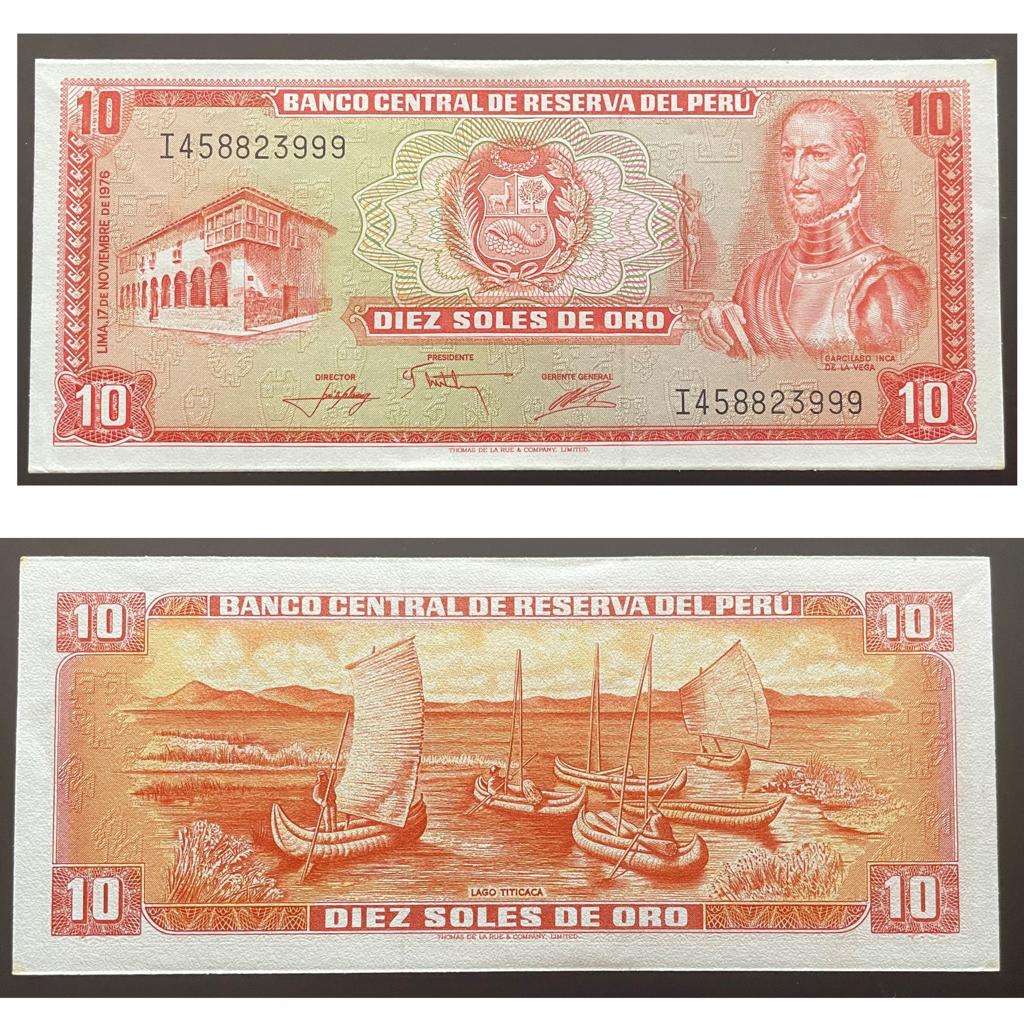 10
BANCO CENTRAL DE RESERVA DEL PERÚ
10
I458823999
LIMA, 17 DE NOVIEMBRE DE 1976
DIEZ SOLES DE ORO
GARCILASO INCA
DE LA VEGA
PRESIDENTE
DIRECTOR
GERENTE GENERAL
I458823999
10
10
THOMAS DE LA RUE & COMPANY, LIMITED.
10
BANCO CENTRAL DE RESERVA DEL PERÚ
10
LAGO TITICACA
10
DIEZ SOLES DE ORO
10
THOMAS DE LA RUE & COMPANY, LIMITED.